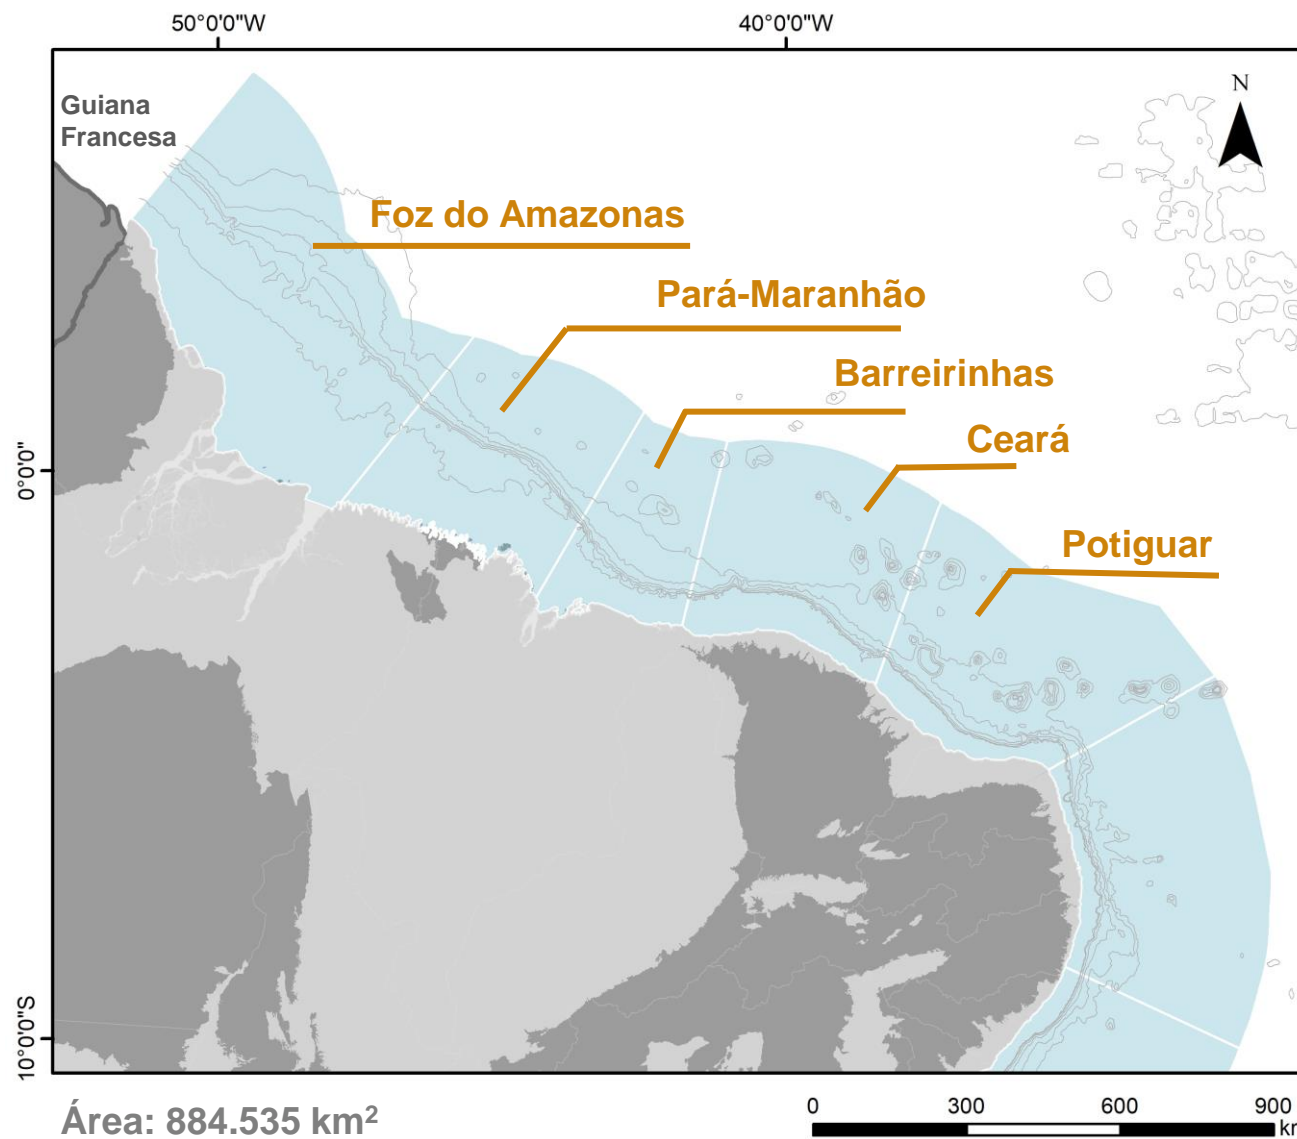 50°0'0"W
40°0'0"W
Guiana
Francesa
N
Foz do Amazonas
Pará-Maranhão
Barreirinhas
Ceará
Potiguar
0°0'0"
10°0'0"S
Área: 884.535 km²
0 300 600 900
km